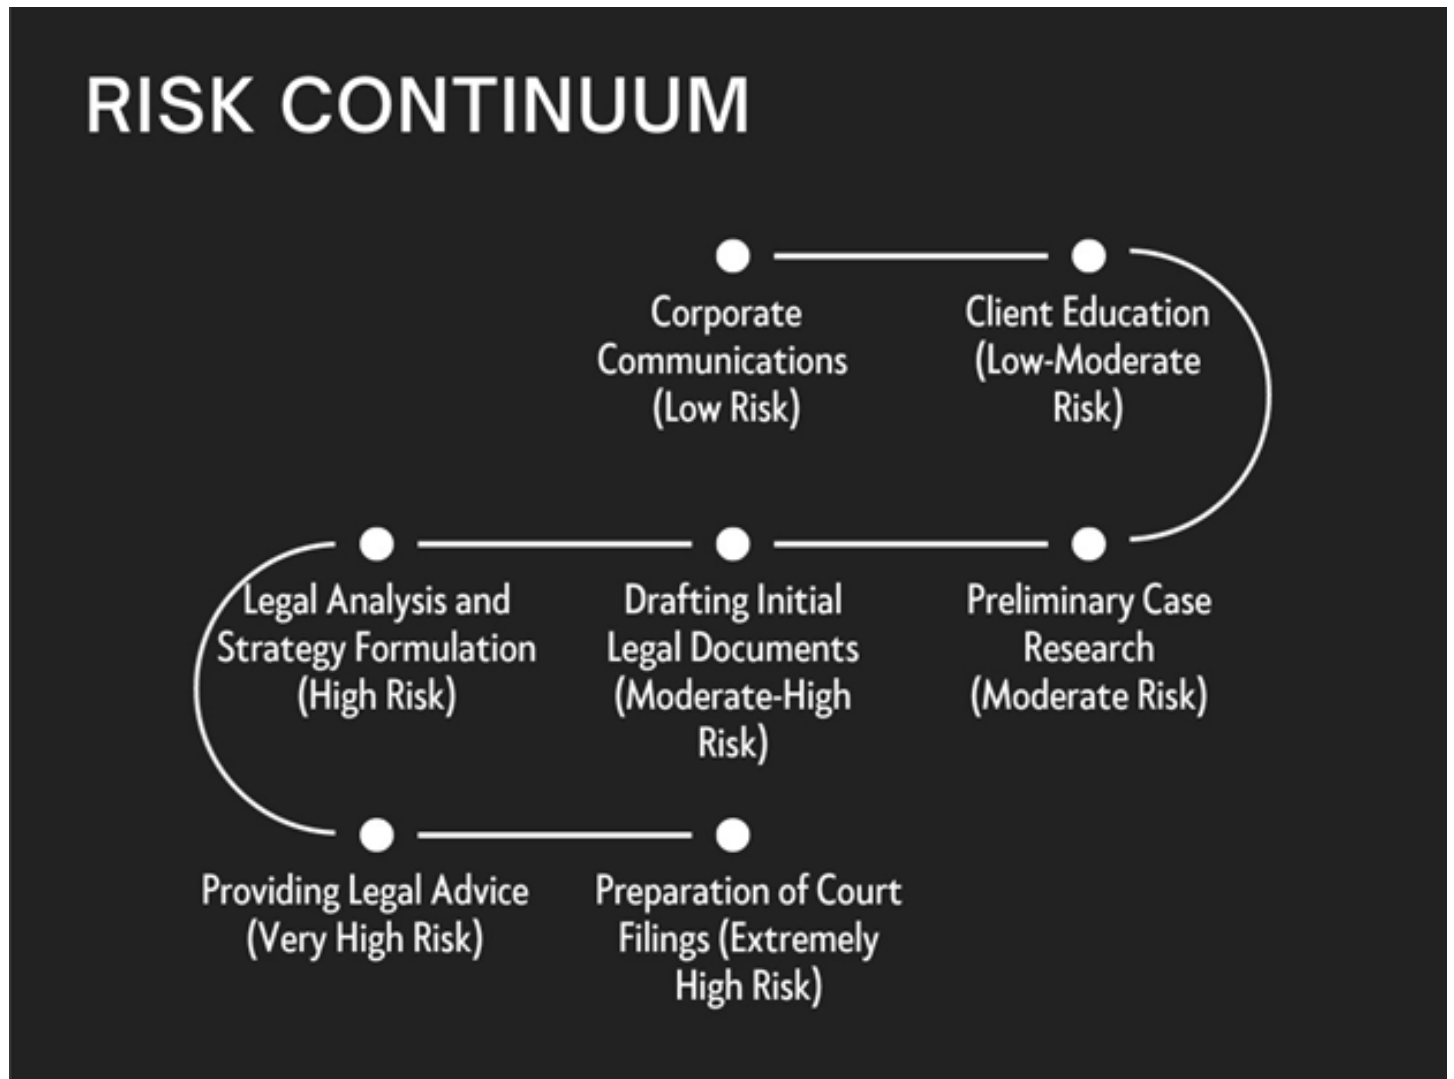 RISK CONTINUUM
Corporate
Communications
(Low Risk)
Client Education
(Low-Moderate
Risk)
Preliminary Case
Research
(Moderate Risk)
Drafting Initial
Legal Documents
(Moderate-High
Risk)
Legal Analysis and
Strategy Formulation
(High Risk)
Providing Legal Advice
(Very High Risk)
Preparation of Court
Filings (Extremely
High Risk)